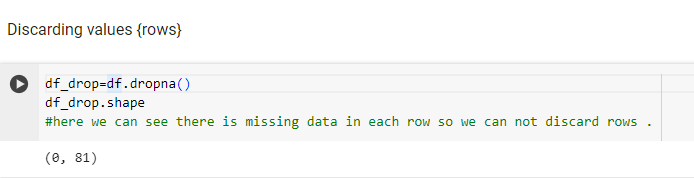 Discarding values {rows}
df_drop=df.dropna()
df_drop.shape
#here we can see there is missing data in each row so we can not discard rows .
(0, 81)